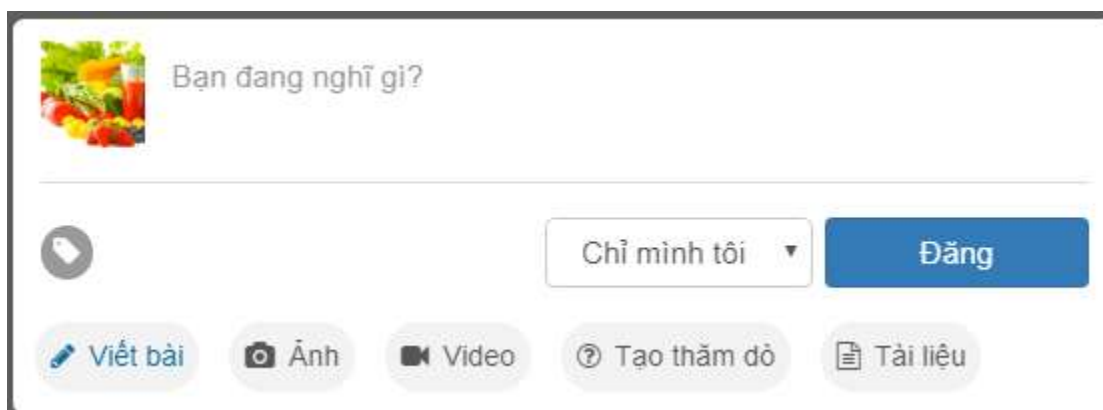 Bạn đang nghĩ gì?
Chỉ mình tôi Đăng
Viết bài Ảnh Video Tạo thăm dò Tài liệu